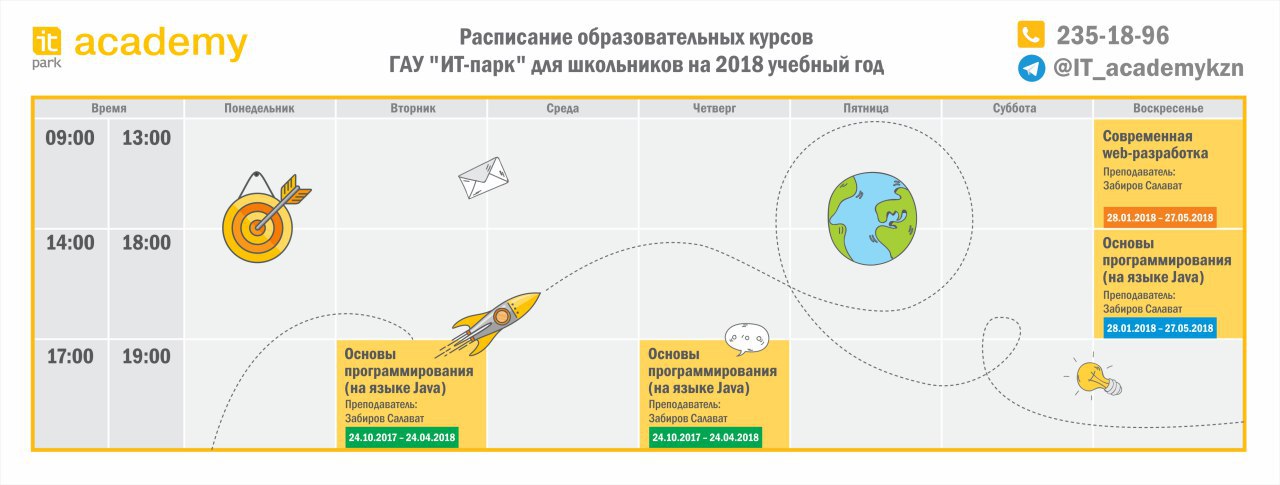 it
park
academy
Расписание образовательных курсов
ГАУ "ИТ-парк" для школьников на 2018 учебный год
235-18-96
@IT_academykzn
Время Понедельник Вторник Среда Четверг Пятница Суббота Воскресенье
09:00 13:00
Современная
web-разработка
Преподаватель:
Забиров Салават
28.01.2018 – 27.05.2018
14:00 18:00
Основы
программирования
(на языке Java)
Преподаватель:
Забиров Салават
28.01.2018 – 27.05.2018
17:00 19:00
Основы
программирования
(на языке Java)
Преподаватель:
Забиров Салават
24.10.2017 – 24.04.2018
Основы
программирования
(на языке Java)
Преподаватель:
Забиров Салават
24.10.2017 – 24.04.2018